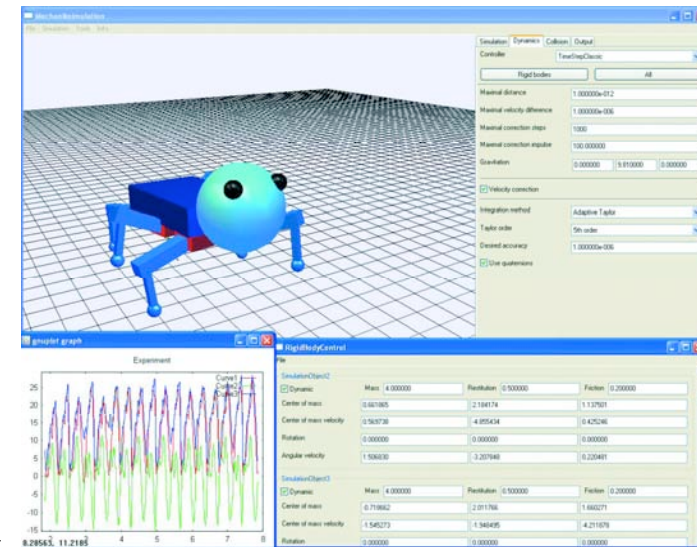 MechanicsSimulation
File Simulation Tools Info
Simulation Dynamics Collision Output
Controller TimeStepClassic
Rigid bodies All
Maximal distance 1.000000e-012
Maximal velocity difference 1.000000e-006
Maximal correction steps 1000
Maximal correction impulse 100.000000
Gravitation 0.000000 9.810000 0.000000
Velocity correction
Integration method Adaptive Taylor
Taylor order 5th order
Desired accuracy 1.000000e-006
Use quaternions
gnuplot graph
Experiment
Curve1
Curve2
Curve3
25
20
15
10
5
0
-5
-10
-15
2 3 4 5 6 7 8
8.28563, 11.2185
RigidBodyControl
File
SimulationObject2
Dynamic Mass 4.000000 Restitution 0.500000 Friction 0.200000
Center of mass 0.661865 2.184174 1.137501
Center of mass velocity 0.569738 -4.855434 0.425246
Rotation 0.000000 0.000000 0.000000
Angular velocity 1.506830 -3.207848 0.220481
SimulationObject3
Dynamic Mass 4.000000 Restitution 0.500000 Friction 0.200000
Center of mass -0.718662 2.011766 1.660271
Center of mass velocity -1.545273 -1.948495 -4.211878
Rotation 0.000000 0.000000 0.000000